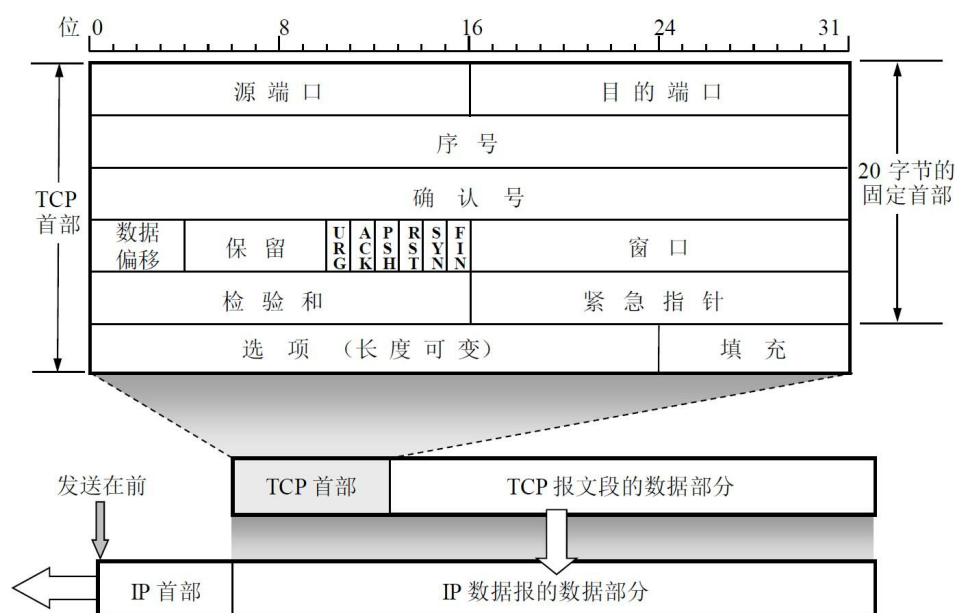 位 0 8 16 24 31
源 端 口 目 的 端 口
序 号
20 字节的
固定首部
TCP
首部
确 认 号
数据
偏移
保 留
URG
ACK
PSH
RST
SYN
FIN
窗 口
检 验 和 紧 急 指 针
选 项 （长 度 可 变） 填 充
发送在前
TCP 首部 TCP 报文段的数据部分
IP 首部 IP 数据报的数据部分